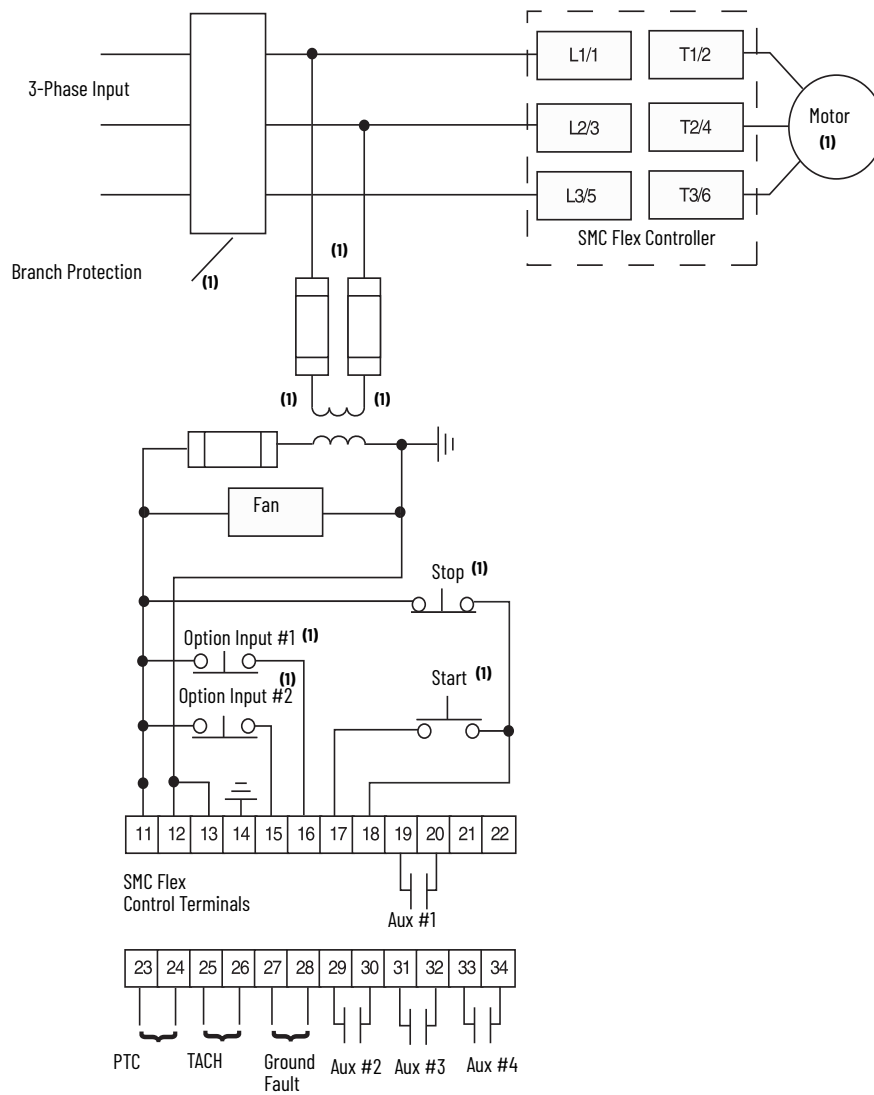 L1/1
T1/2
3-Phase Input
Motor
(1)
L2/3
T2/4
L3/5
T3/6
SMC Flex Controller
Branch Protection
(1)
(1)
(1)
(1)
Fan
Stop (1)
Option Input #1 (1)
(1)
Option Input #2
Start (1)
11 12 13 14 15 16 17 18 19 20 21 22
SMC Flex
Control Terminals
Aux #1
23 24 25 26 27 28 29 30 31 32 33 34
PTC
TACH
Ground
Fault
Aux #2
Aux #3
Aux #4